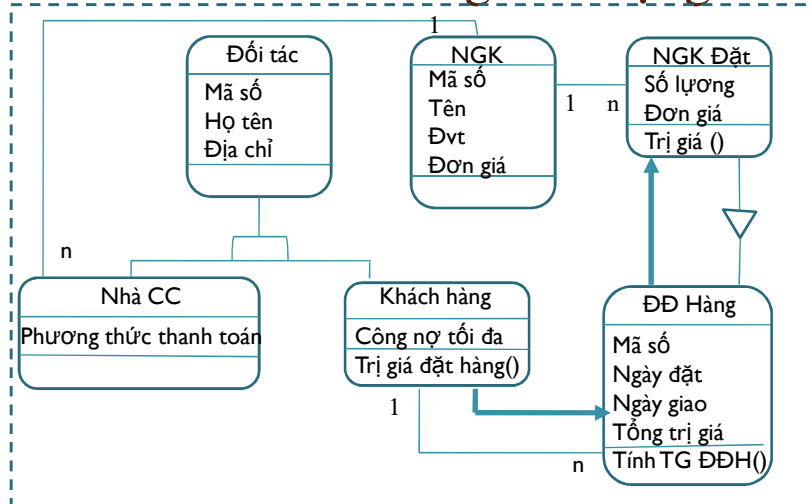 1
Đối tác
Mã số
Họ tên
Địa chỉ
NGK
Mã số
Tên
Đvt
Đơn giá
1 n
NGK Đặt
Số lượng
Đơn giá
Trị giá ()
n
Nhà CC
Phương thức thanh toán
Khách hàng
Công nợ tối đa
Trị giá đặt hàng()
1
n
ĐĐ Hàng
Mã số
Ngày đặt
Ngày giao
Tổng trị giá
Tính TG ĐĐH()